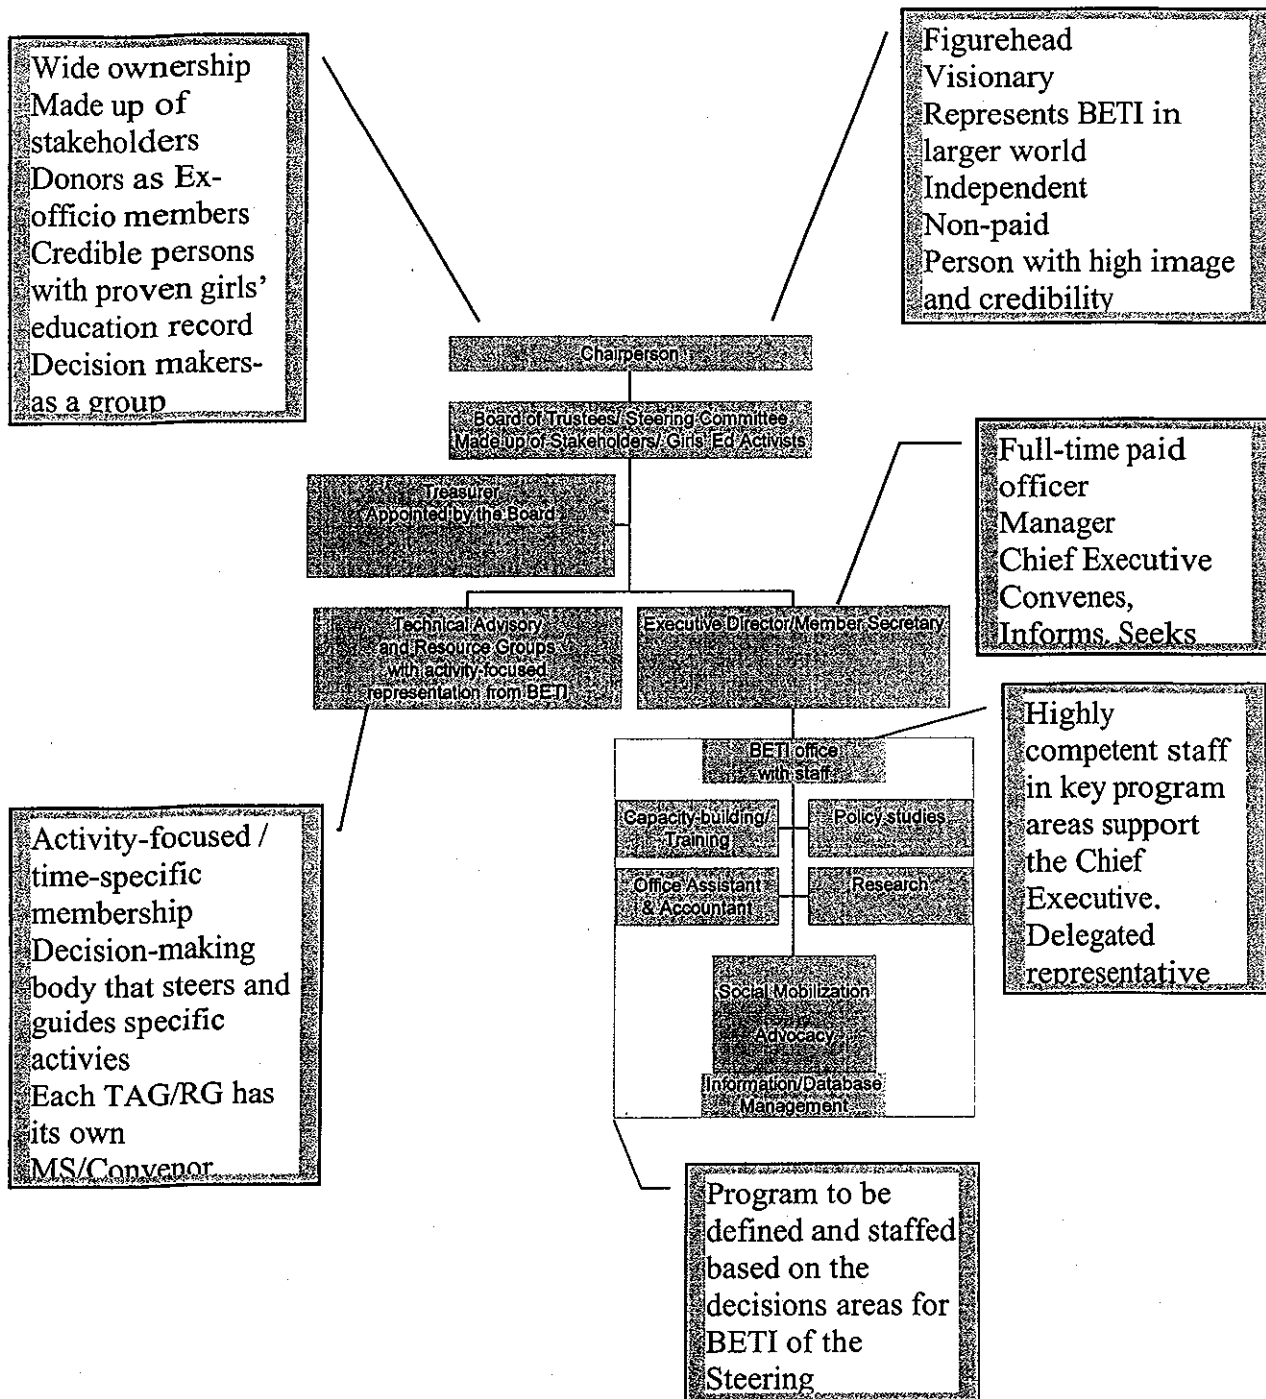 Wide ownership
Made up of
stakeholders
Donors as Ex-
officio members
Credible persons
with proven girls'
education record
Decision makers-
as a group
Figurehead
Visionary
Represents BETI in
larger world
Independent
Non-paid
Person with high image
and credibility
Chairperson
Board of Trustees/ Steering Committee
Made up of Stakeholders/ Girls' Ed Activists
Treasurer
Appointed by the Board
Full-time paid
officer
Manager
Chief Executive
Convenes,
Informs, Seeks
Technical Advisory
and Resource Groups
with activity-focused
representation from BETI
Executive Director/Member Secretary
Highly
competent staff
in key program
areas support
the Chief
Executive.
Delegated
representative
BETI office
with staff
Capacity-building/
Training
Policy studies
Office Assistant
& Accountant
Research
Social Mobilization
Advocacy
Information/Database
Management
Activity-focused /
time-specific
membership
Decision-making
body that steers and
guides specific
activies
Each TAG/RG has
its own
MS/Convenor
Program to be
defined and staffed
based on the
decisions areas for
BETI of the
Steering